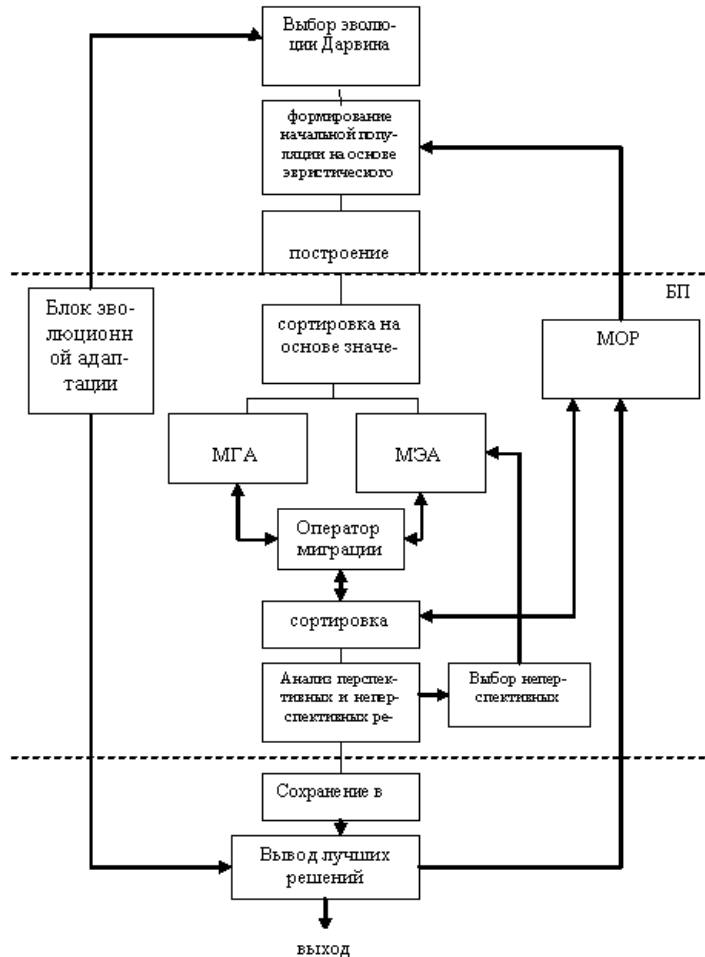 Выбор эволю-
ции Дарвина
формирование
начальной попу-
ляции на основе
эвристического
построение
БП
Блок эво-
люционн
ой адап-
тации
сортировка на
основе значе-
МОР
МГА
МЭА
Оператор
миграции
сортировка
Анализ перспек-
тивных и непер-
спективных ре-
Выбор непер-
спективных
Сохранение в
Вывод лучших
решений
выход